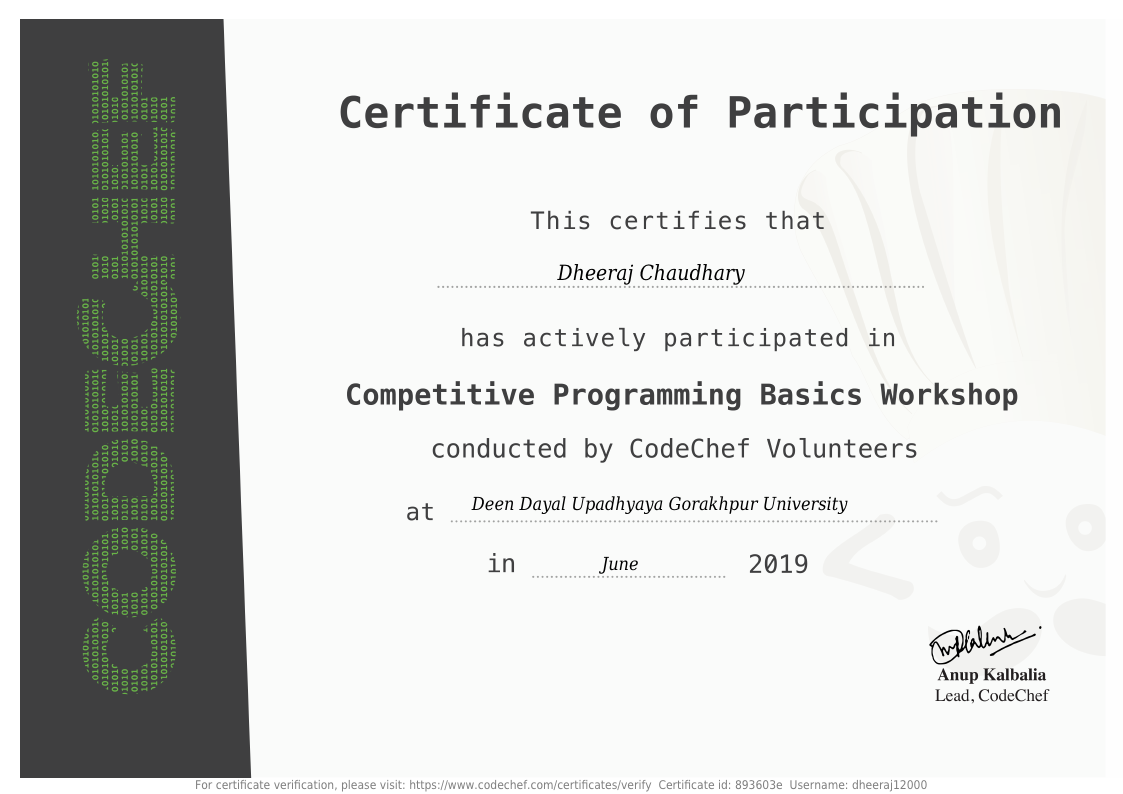 CODECHEF
Certificate of Participation
This certifies that
Dheeraj Chaudhary
has actively participated in
Competitive Programming Basics Workshop
conducted by CodeChef Volunteers
at Deen Dayal Upadhyaya Gorakhpur University
in June 2019
Anup Kalbalia
Lead, CodeChef
For certificate verification, please visit: https://www.codechef.com/certificates/verify Certificate id: 893603e Username: dheeraj12000